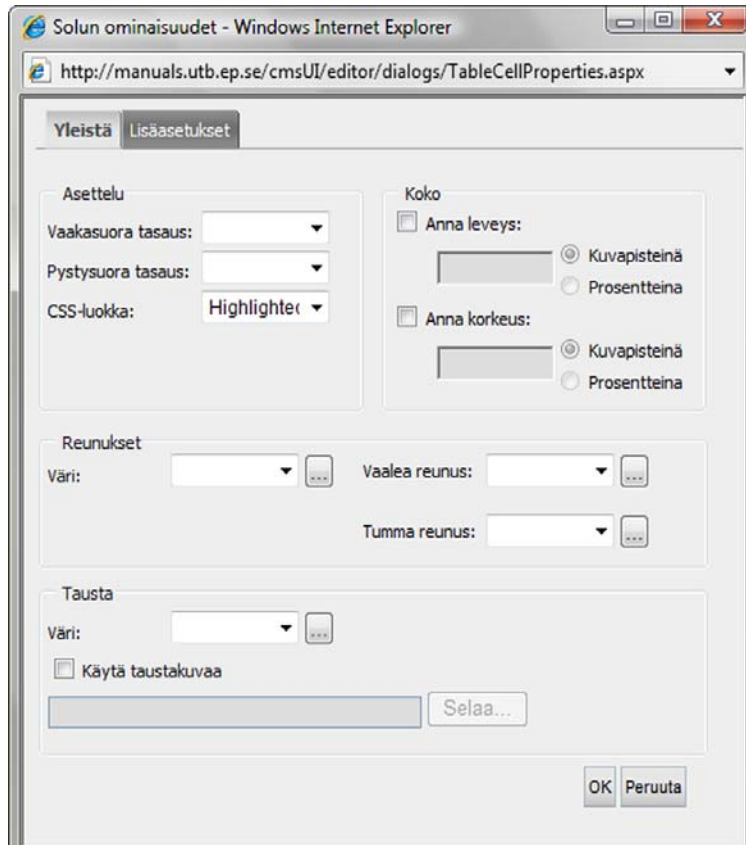 Solun ominaisuudet - Windows Internet Explorer
http://manuals.utb.ep.se/cmsUI/editor/dialogs/TableCellProperties.aspx
Yleistä Lisäasetukset
Asettelu
Vaakasuora tasaus:
Pystysuora tasaus:
CSS-luokka: Highlighted
Koko
Anna leveys:
Kuvapisteinä
Prosentteina
Anna korkeus:
Kuvapisteinä
Prosentteina
Reunukset
Väri: ... Vaalea reunus: ...
Tumma reunus: ...
Tausta
Väri: ...
Käytä taustakuvaa
Selaa...
OK Peruuta